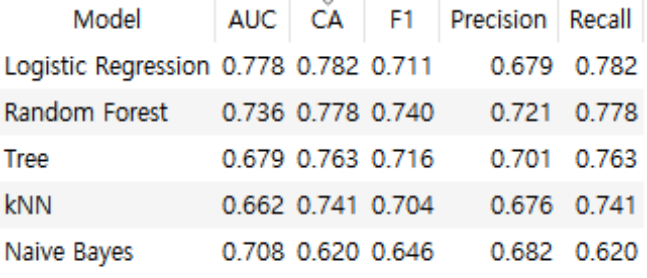 Model AUC CA F1 Precision Recall
Logistic Regression 0.778 0.782 0.711 0.679 0.782
Random Forest 0.736 0.778 0.740 0.721 0.778
Tree 0.679 0.763 0.716 0.701 0.763
kNN 0.662 0.741 0.704 0.676 0.741
Naive Bayes 0.708 0.620 0.646 0.682 0.620